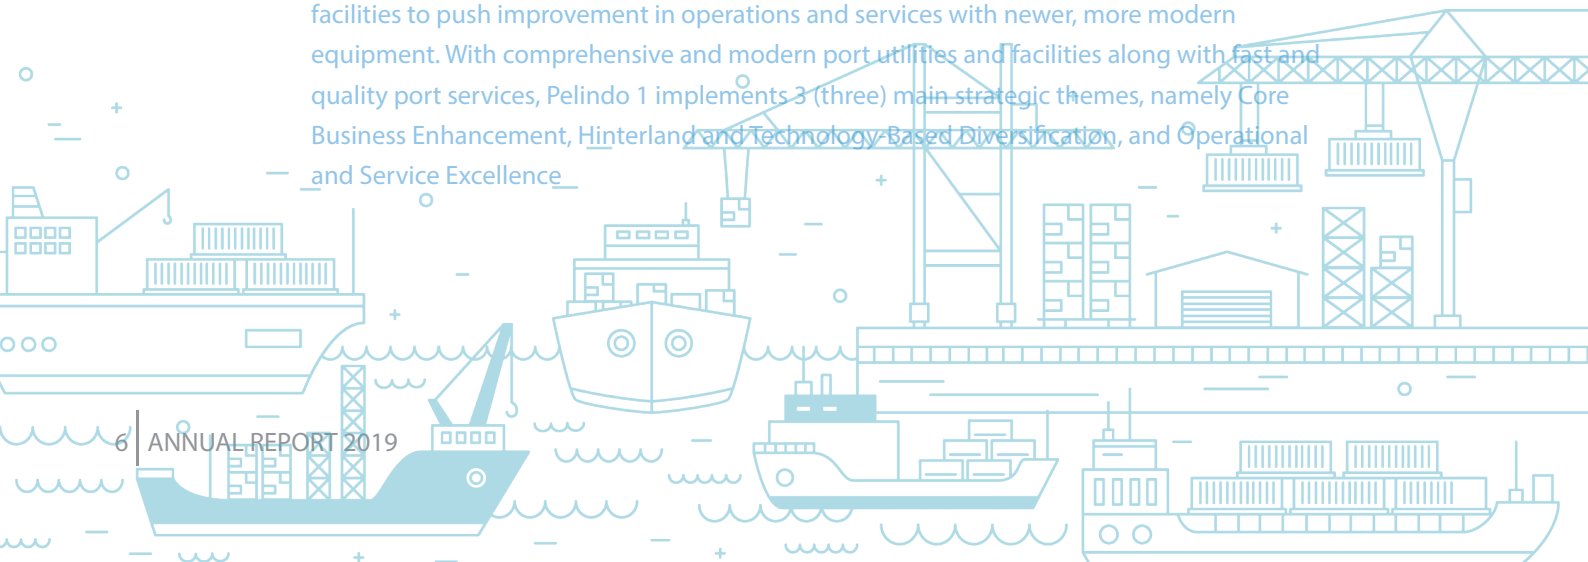 facilities to push improvement in operations and services with newer, more modern
equipment. With comprehensive and modern port utilities and facilities along with fast and
quality port services, Pelindo 1 implements 3 (three) main strategic themes, namely Core
Business Enhancement, Hinterland and Technology-Based Diversification, and Operational
and Service Excellence
6 ANNUAL REPORT 2019